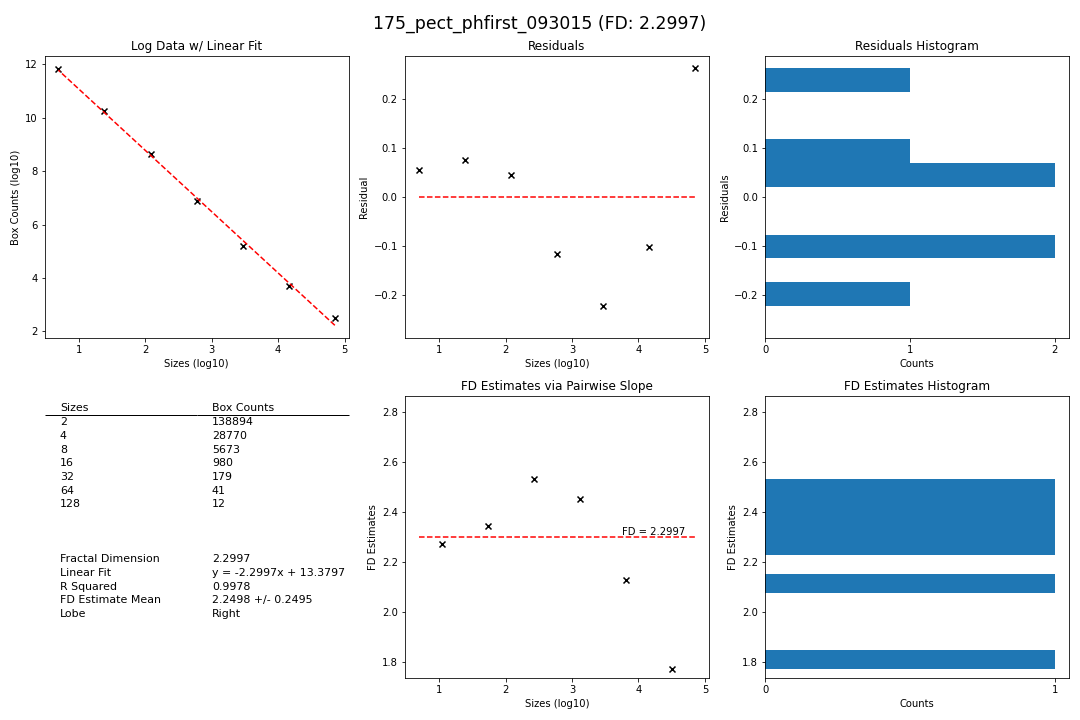 175_pect_phfirst_093015 (FD: 2.2997)
Log Data w/ Linear Fit
12
10
8
6
4
2
Box Counts (log10)
1 2 3 4 5
Sizes (log10)
Residuals
0.2
0.1
0.0
−0.1
−0.2
Residual
1 2 3 4 5
Sizes (log10)
Residuals Histogram
0.2
0.1
0.0
−0.1
−0.2
Residuals
0 1 2
Counts
Sizes Box Counts
2 138894
4 28770
8 5673
16 980
32 179
64 41
128 12
Fractal Dimension 2.2997
Linear Fit y = -2.2997x + 13.3797
R Squared 0.9978
FD Estimate Mean 2.2498 +/- 0.2495
Lobe Right
FD Estimates via Pairwise Slope
2.8
2.6
2.4
2.2
2.0
1.8
FD Estimates
FD = 2.2997
1 2 3 4 5
Sizes (log10)
FD Estimates Histogram
2.8
2.6
2.4
2.2
2.0
1.8
FD Estimates
0 1
Counts